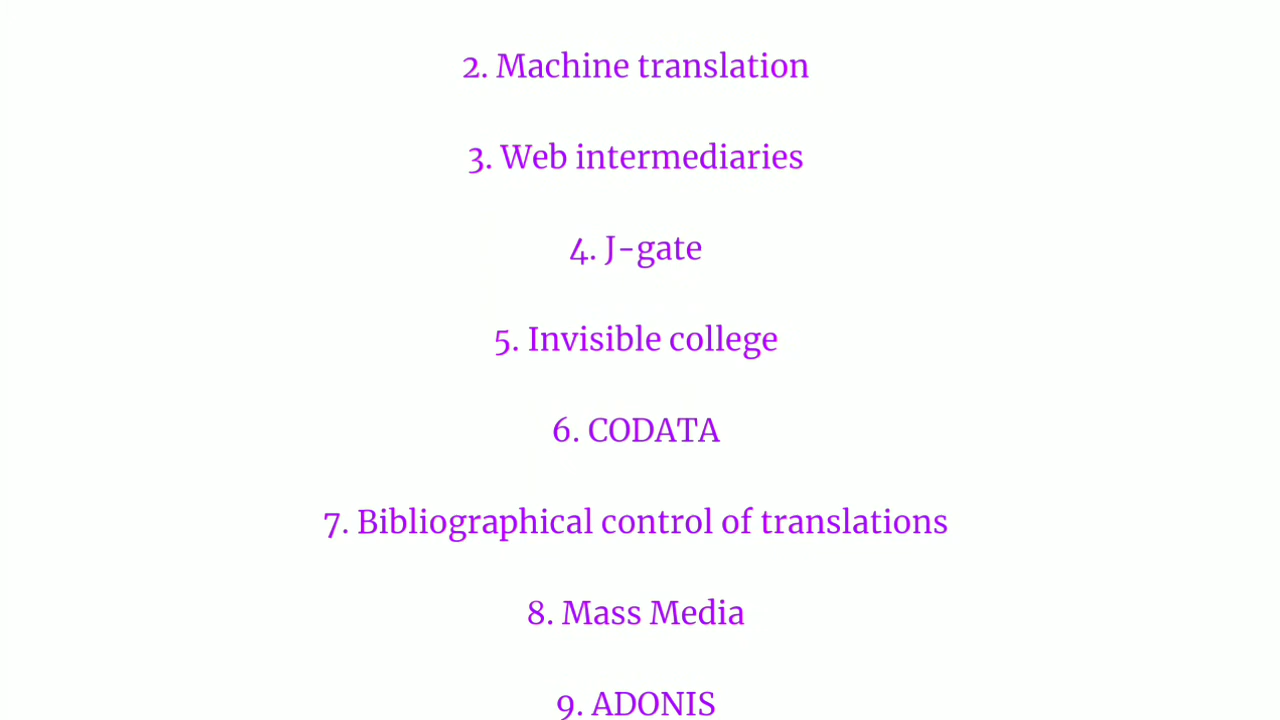 2. Machine translation
3. Web intermediaries
4. J-gate
5. Invisible college
6. CODATA
7. Bibliographical control of translations
8. Mass Media
9. ADONIS